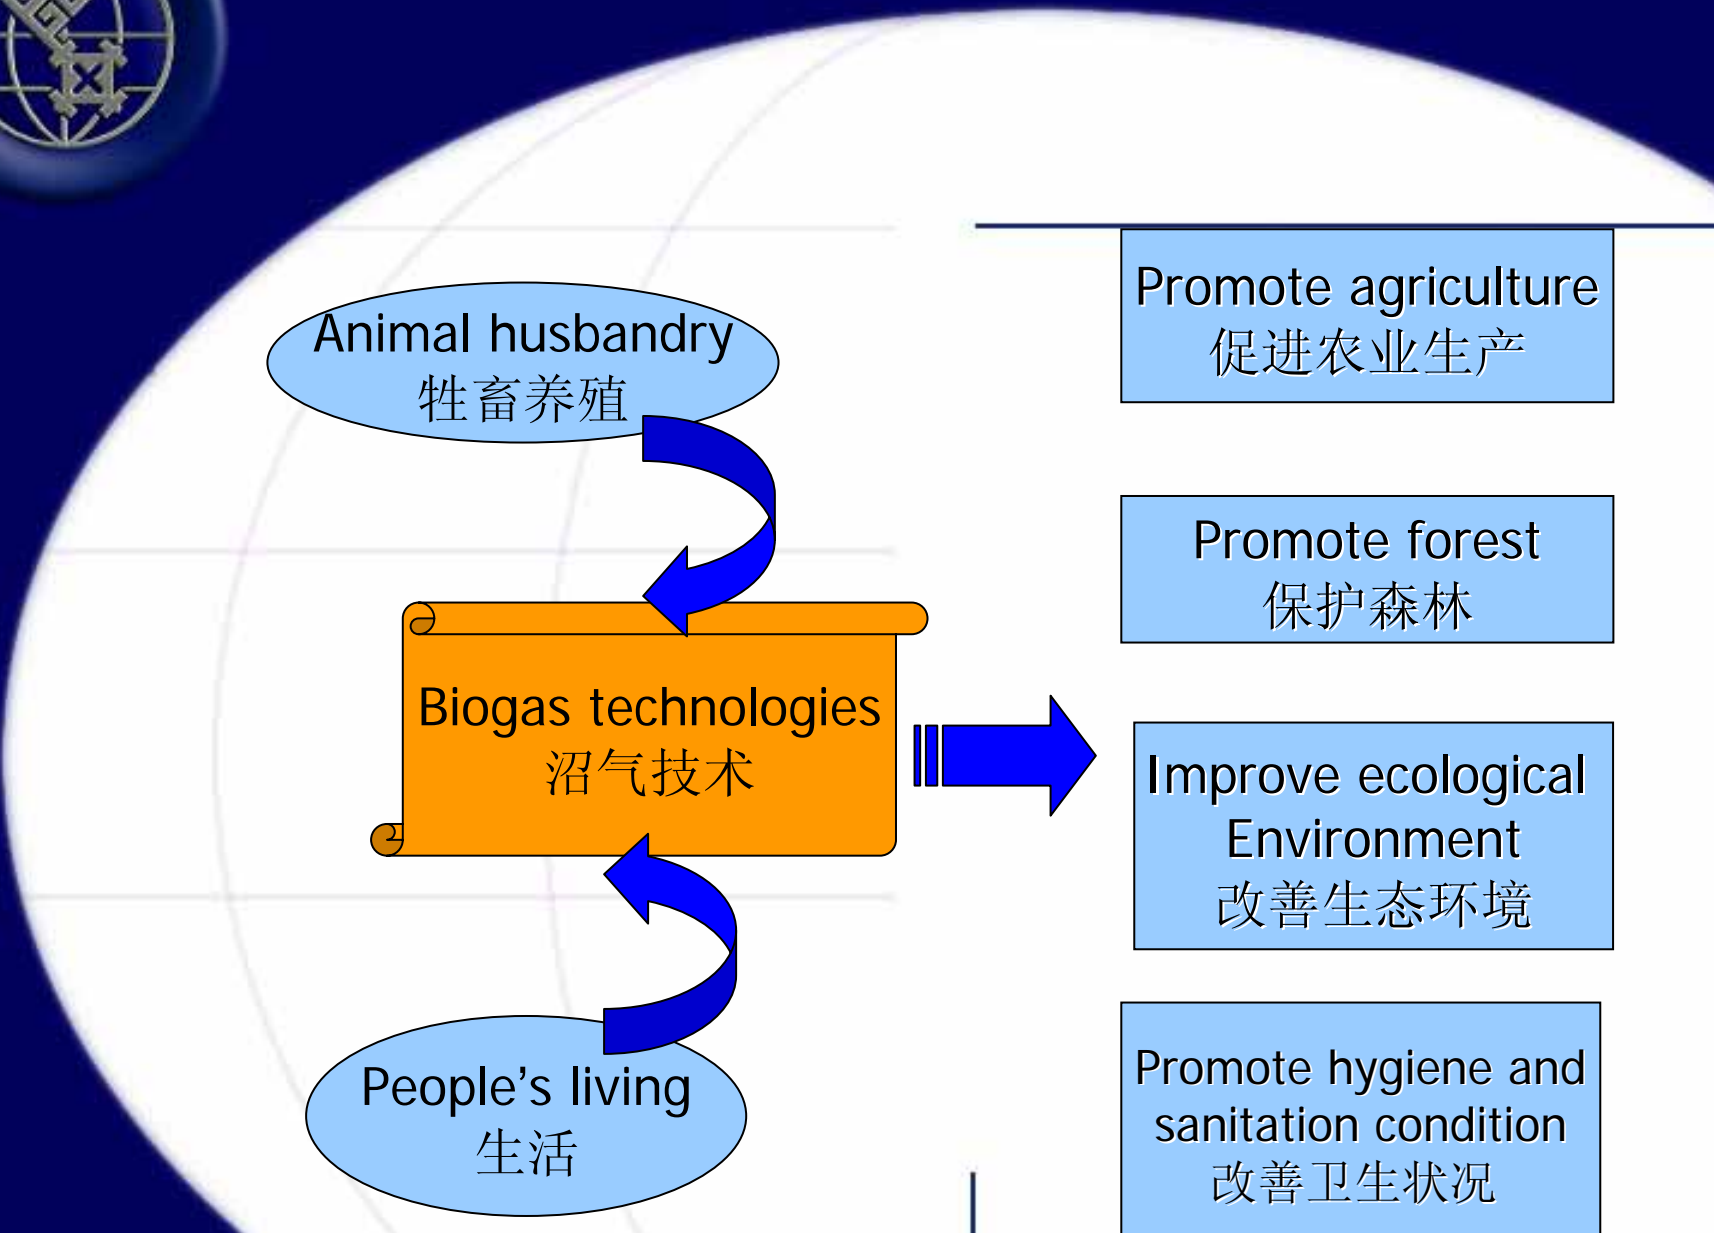 Animal husbandry
牲畜养殖
Biogas technologies
沼气技术
People's living
生活
Promote agriculture
促进农业生产
Promote forest
保护森林
Improve ecological
Environment
改善生态环境
Promote hygiene and
sanitation condition
改善卫生状况